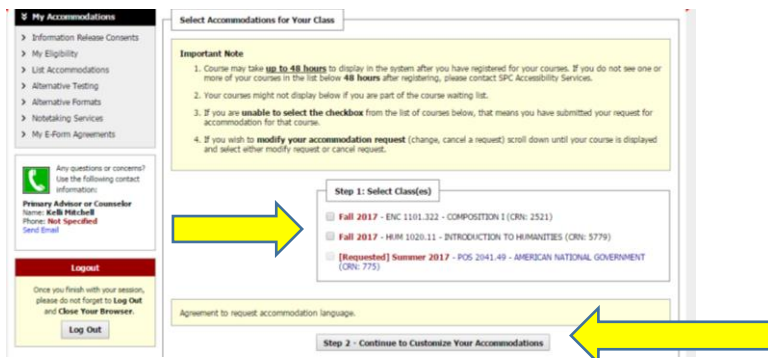 My Accommodations
Information Release Consents
My Eligibility
List Accommodations
Alternative Testing
Alternative Formats
Notetaking Services
My E-Form Agreements
Any questions or concerns?
Use the following contact
information:
Primary Advisor or Counselor
Name: Kelli Mitchell
Phone: Not Specified
Send Email
Logout
Once you finish with your session,
please do not forget to Log Out
and Close Your Browser.
Log Out
Select Accommodations for Your Class
Important Note
1. Course may take up to 48 hours to display in the system after you have registered for your courses. If you do not see one or
more of your courses in the list below 48 hours after registering, please contact SPC Accessibility Services.
2. Your courses might not display below if you are part of the course waiting list.
3. If you are unable to select the checkbox from the list of courses below, that means you have submitted your request for
accommodation for that course.
4. If you wish to modify your accommodation request (change, cancel a request) scroll down until your course is displayed
and select either modify request or cancel request.
Step 1: Select Class(es)
Fall 2017 - ENC 1101.322 - COMPOSITION I (CRN: 2521)
Fall 2017 - HUM 1020.11 - INTRODUCTION TO HUMANITIES (CRN: 5779)
[Requested] Summer 2017 - POS 2041.49 - AMERICAN NATIONAL GOVERNMENT
(CRN: 775)
Agreement to request accommodation language.
Step 2 - Continue to Customize Your Accommodations